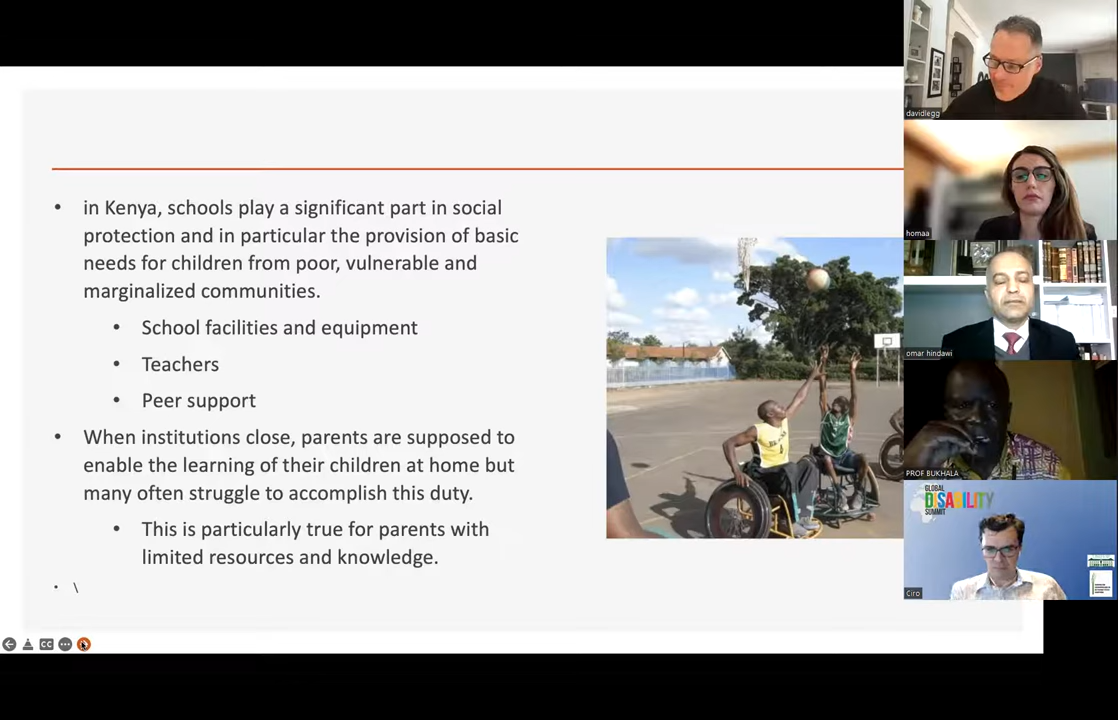 in Kenya, schools play a significant part in social
protection and in particular the provision of basic
needs for children from poor, vulnerable and
marginalized communities.
School facilities and equipment
Teachers
Peer support
When institutions close, parents are supposed to
enable the learning of their children at home but
many often struggle to accomplish this duty.
This is particularly true for parents with
limited resources and knowledge.
\
CC
davidlegg
homaa
omar hindawi
PROF BUKHALA
GLOBAL
DISABILITY
SUMMIT
Ciro